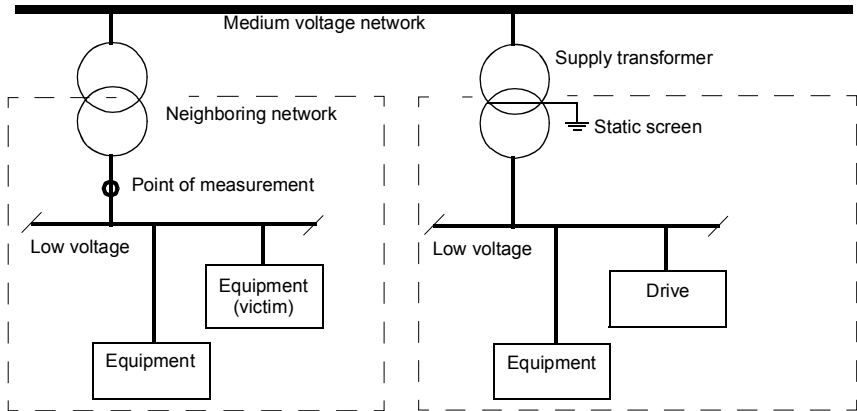 Medium voltage network
Supply transformer
Neighboring network
Static screen
Point of measurement
Low voltage
Low voltage
Equipment
(victim)
Drive
Equipment
Equipment